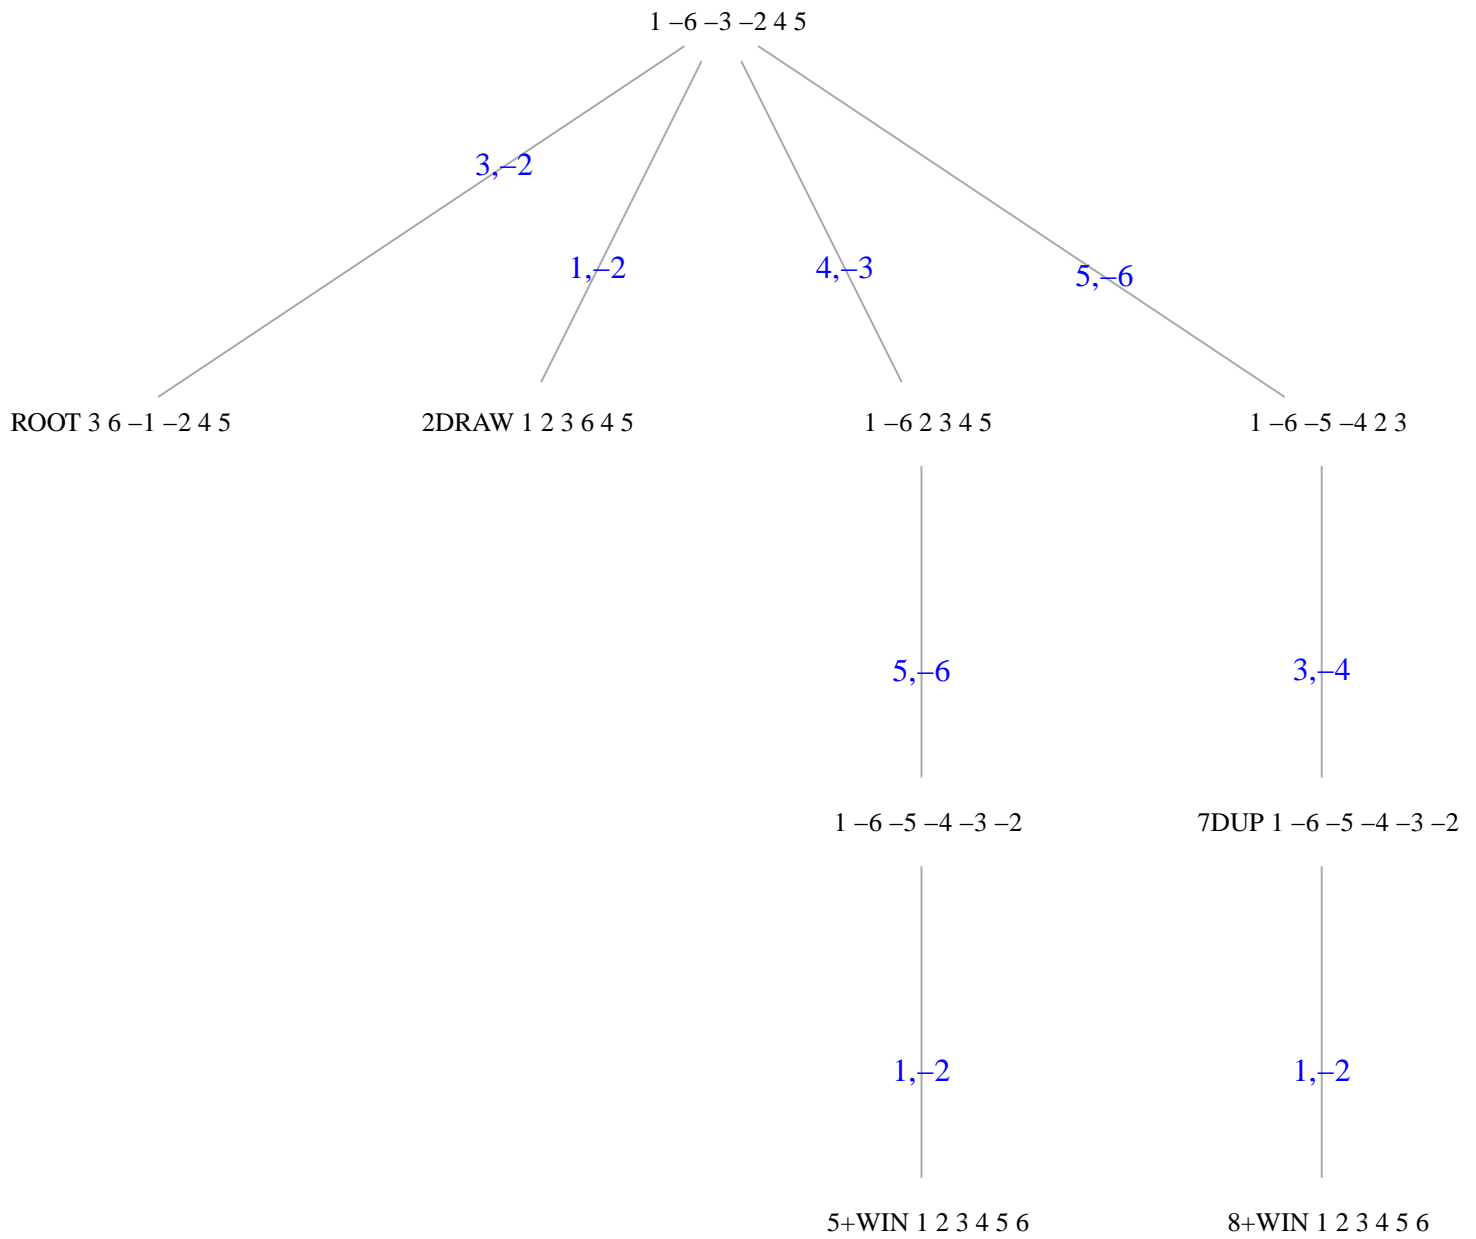 1 –6 –3 –2 4 5
3,–2
1,–2
4,–3
5,–6
ROOT 3 6 –1 –2 4 5
2DRAW 1 2 3 6 4 5
1 –6 2 3 4 5
1 –6 –5 –4 2 3
5,–6
3,–4
1 –6 –5 –4 –3 –2
7DUP 1 –6 –5 –4 –3 –2
1,–2
1,–2
5+WIN 1 2 3 4 5 6
8+WIN 1 2 3 4 5 6